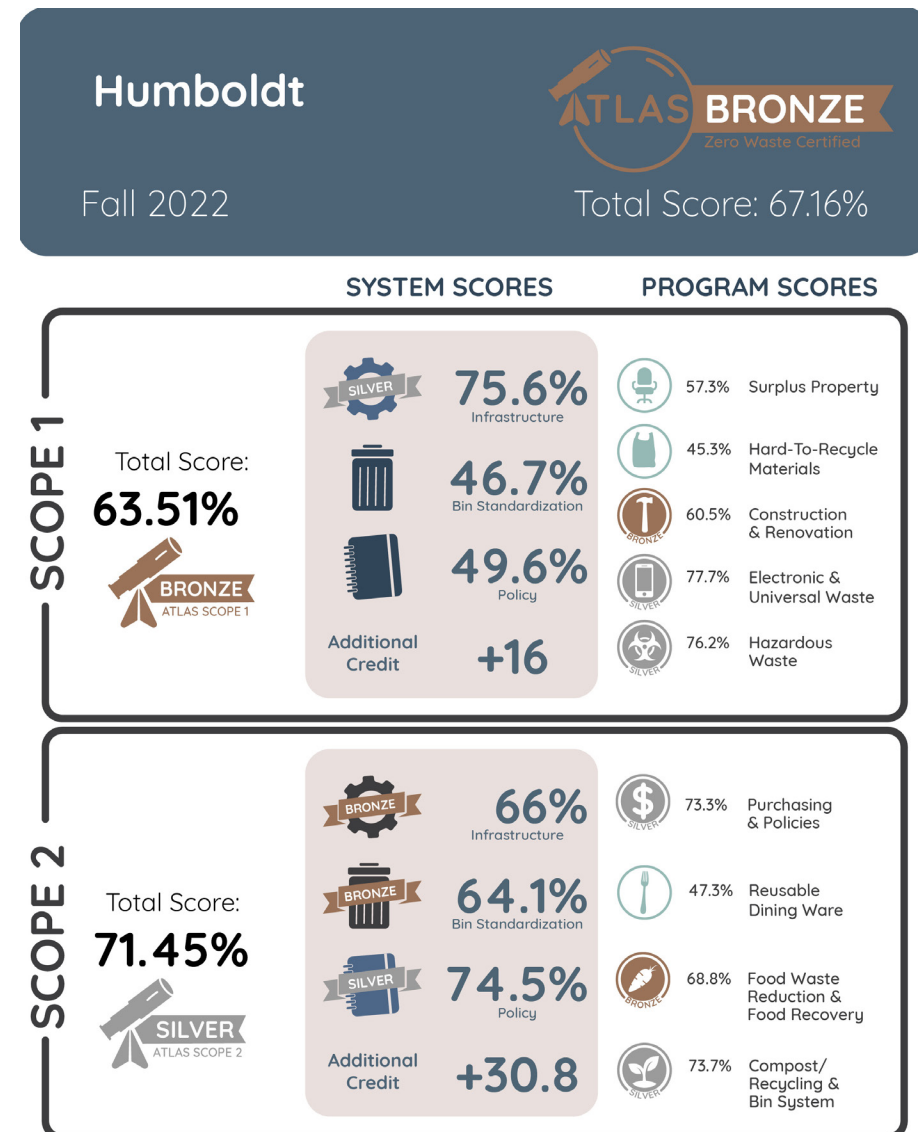 Humboldt
ATLAS BRONZE
Zero Waste Certified
Fall 2022
Total Score: 67.16%
SYSTEM SCORES
PROGRAM SCORES
SCOPE 1
Total Score:
63.51%
BRONZE
ATLAS SCOPE 1
SILVER
75.6%
Infrastructure
46.7%
Bin Standardization
49.6%
Policy
Additional
Credit
+16
57.3% Surplus Property
45.3% Hard-To-Recycle
Materials
BRONZE
60.5% Construction
& Renovation
SILVER
77.7% Electronic &
Universal Waste
SILVER
76.2% Hazardous
Waste
SCOPE 2
Total Score:
71.45%
SILVER
ATLAS SCOPE 2
BRONZE
66%
Infrastructure
BRONZE
64.1%
Bin Standardization
SILVER
74.5%
Policy
Additional
Credit
+30.8
$
SILVER
73.3% Purchasing
& Policies
47.3% Reusable
Dining Ware
BRONZE
68.8% Food Waste
Reduction &
Food Recovery
SILVER
73.7% Compost/
Recycling &
Bin System